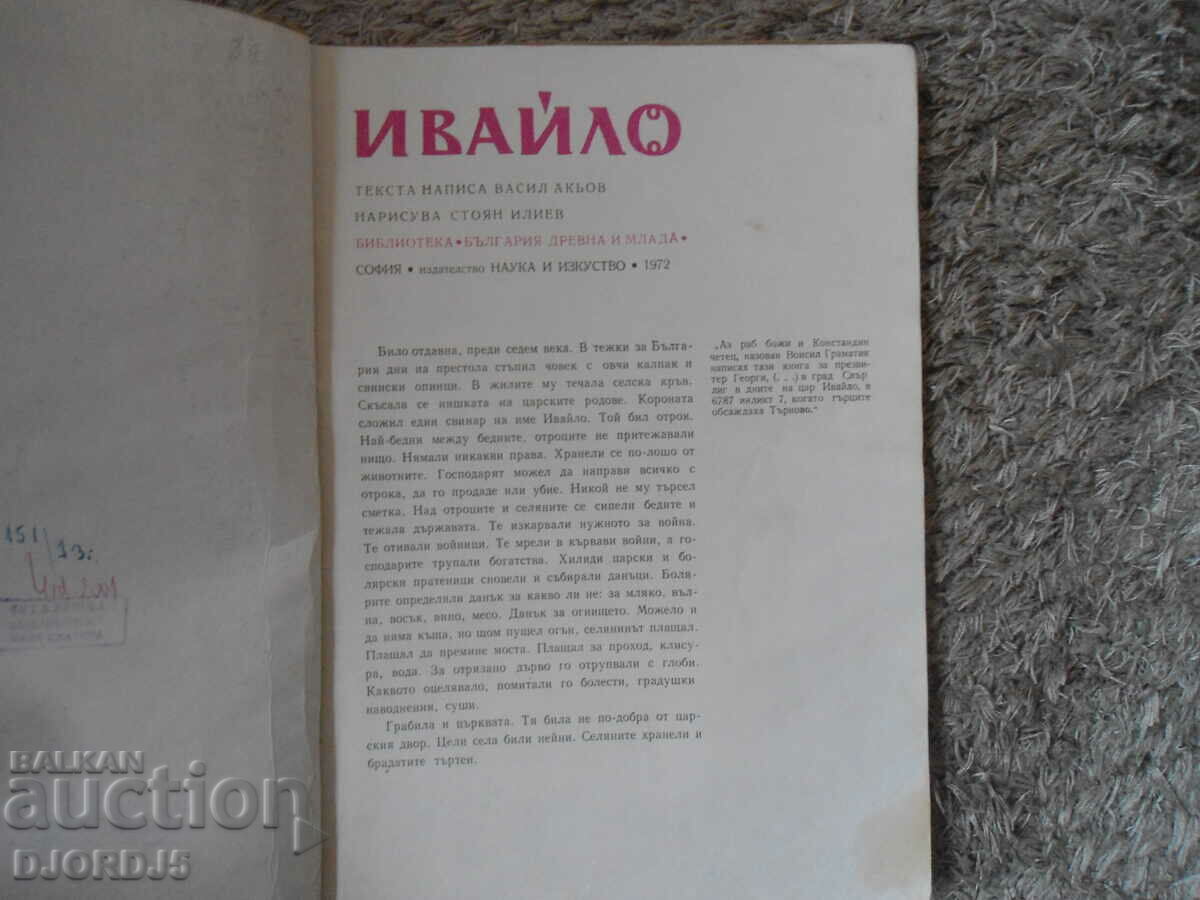 ИВАЙЛО
ТЕКСТА НАПИСА ВАСИЛ АКЬОВ
НАРИСУВА СТОЯН ИЛИЕВ
БИБЛИОТЕКА • БЪЛГАРИЯ ДРЕВНА И МЛАДА •
СОФИЯ • издателство НАУКА И ИЗКУСТВО • 1972
Било отдавна, преди седем века. В тежки за Бълга-
рия дни на престола стъпил човек с овчи калпак и
свински опинци. В жилите му течала селска кръв.
Скъсала се нишката на царските родове. Короната
сложил един свинар на име Ивайло. Той бил отрок.
Най-бедни между бедните, отроците не притежавали
нищо. Нямали никакви права. Хранели се по-лошо от
животните. Господарят можел да направи всичко с
отрока, да го продаде или убие. Никой не му търсел
сметка. Над отроците и селяните се сипели бедите и
тежала държавата. Те изкарвали нужното за война.
Те отивали войници. Те мрели в кървави войни, а го-
сподарите трупали богатства. Хиляди царски и бо-
лярски пратеници сновели и събирали данъци. Боля-
рите определяли данък за какво ли не: за мляко, въл-
на, восък, вино, месо. Данък за огнището. Можело и
да няма къща, но щом пушел огън, селянинът плащал.
Плащал да премине моста. Плащал за проход, клису-
ра, вода. За отрязано дърво го отрупвали с глоби.
Каквото оцелявало, помитали го болести, градушки
наводнения, суши.
Грабила и църквата. Тя била не по-добра от цар-
ския двор. Цели села били нейни. Селяните хранели и
брадатите търтеи.
„Аз раб божи и Константин
четец, казован Воисил Граматик
написах тази книга за презви-
тер Георги, (. . .) в град Свър
лиг в дните на цар Ивайло, в
6787 индикт 7, когато гърците
обсаждаха Търново."
151/13г.
BALKAN
auction
DJORDJ5